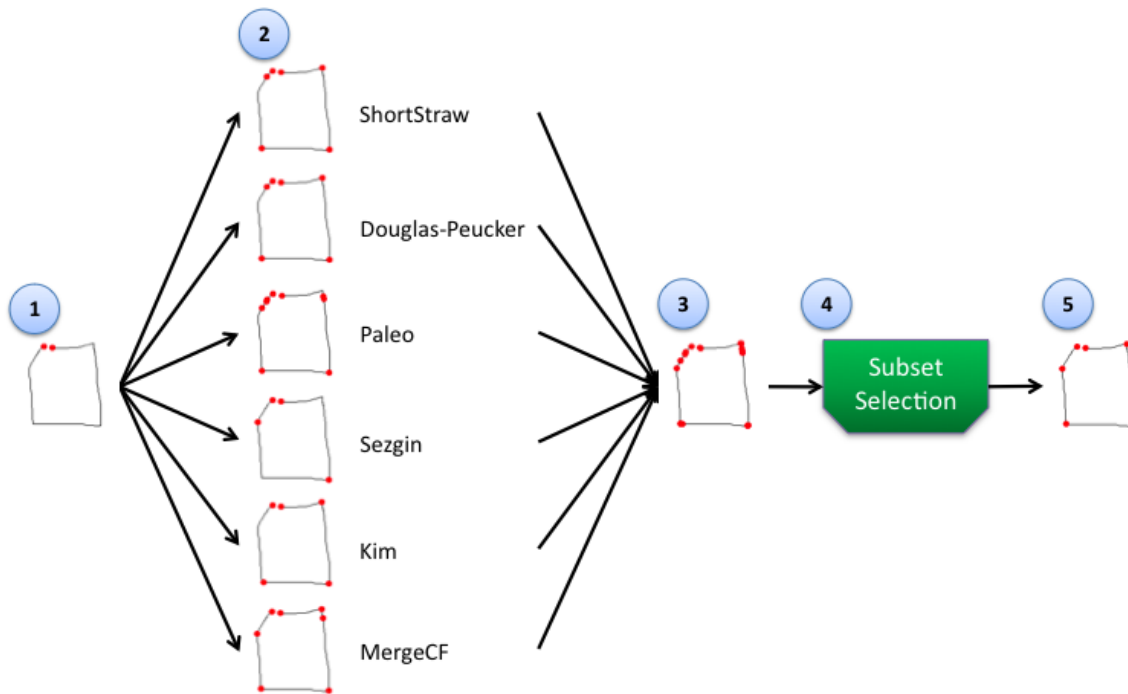 2
ShortStraw
Douglas-Peucker
1
Paleo
3
4
5
Subset
Selection
Sezgin
Kim
MergeCF